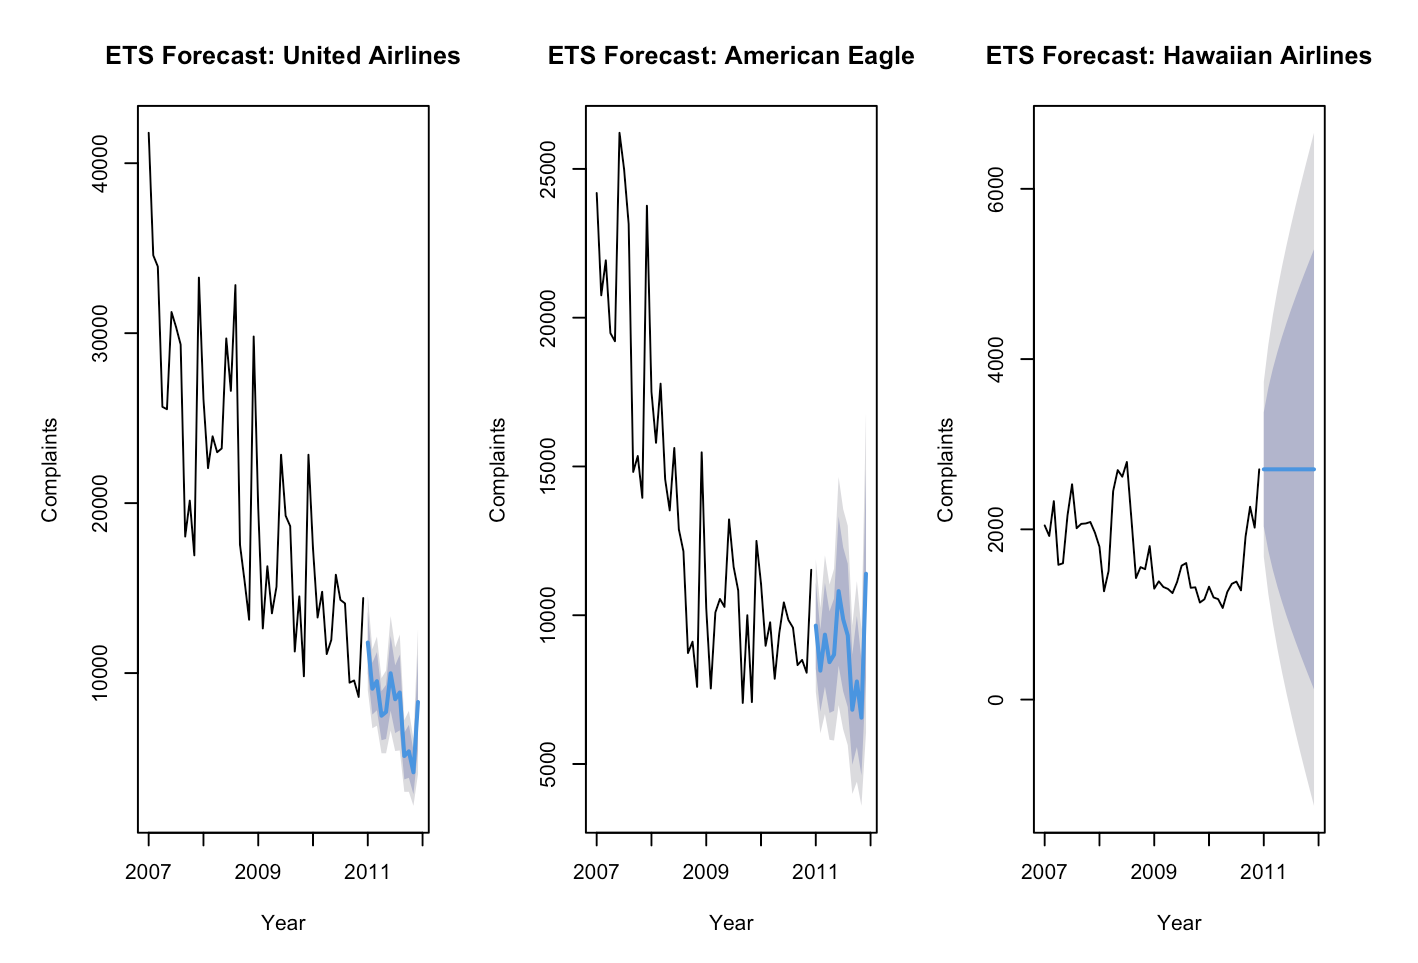 ETS Forecast: United Airlines
Complaints
40000
30000
20000
10000
2007
2009
2011
Year
ETS Forecast: American Eagle
Complaints
25000
20000
15000
10000
5000
2007
2009
2011
Year
ETS Forecast: Hawaiian Airlines
Complaints
6000
4000
2000
0
2007
2009
2011
Year